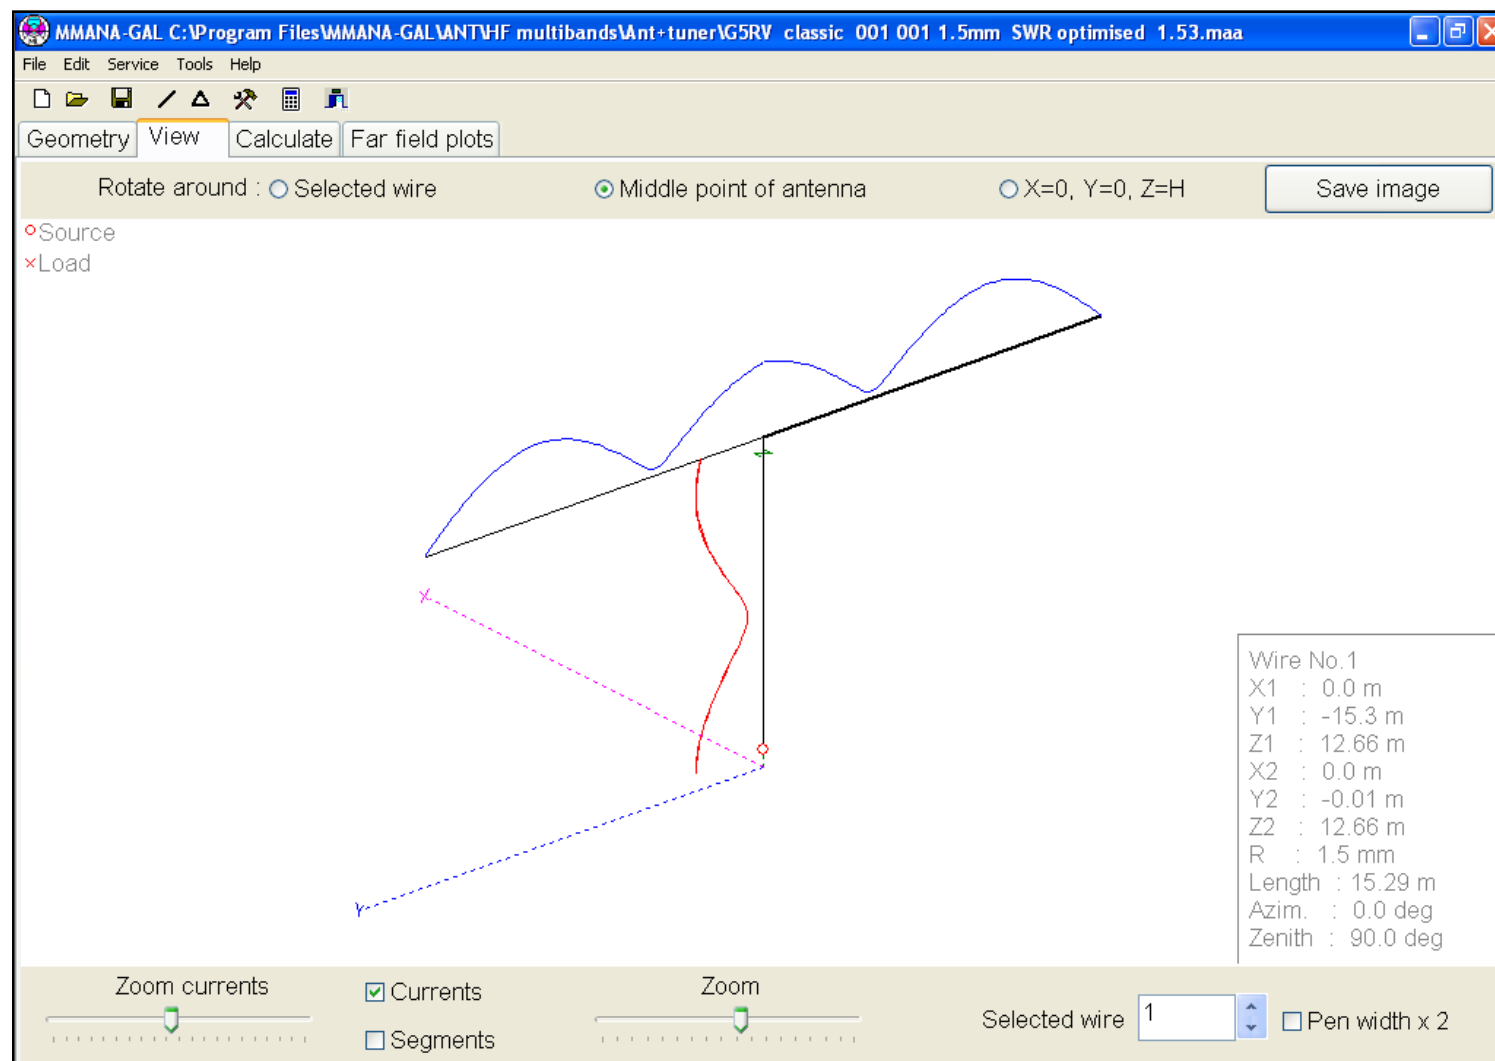 MMANA-GAL C:\Program Files\MMANA-GAL\ANT\HF multibands\Ant+tuner\G5RV classic 001 001 1.5mm SWR optimised 1.53.maa
File Edit Service Tools Help
Geometry View Calculate Far field plots
Rotate around : Selected wire Middle point of antenna X=0, Y=0, Z=H Save image
Source
Load
X
Y
Wire No.1
X1 : 0.0 m
Y1 : -15.3 m
Z1 : 12.66 m
X2 : 0.0 m
Y2 : -0.01 m
Z2 : 12.66 m
R : 1.5 mm
Length : 15.29 m
Azim. : 0.0 deg
Zenith : 90.0 deg
Zoom currents Currents Zoom
Selected wire 1 Pen width x 2
Segments